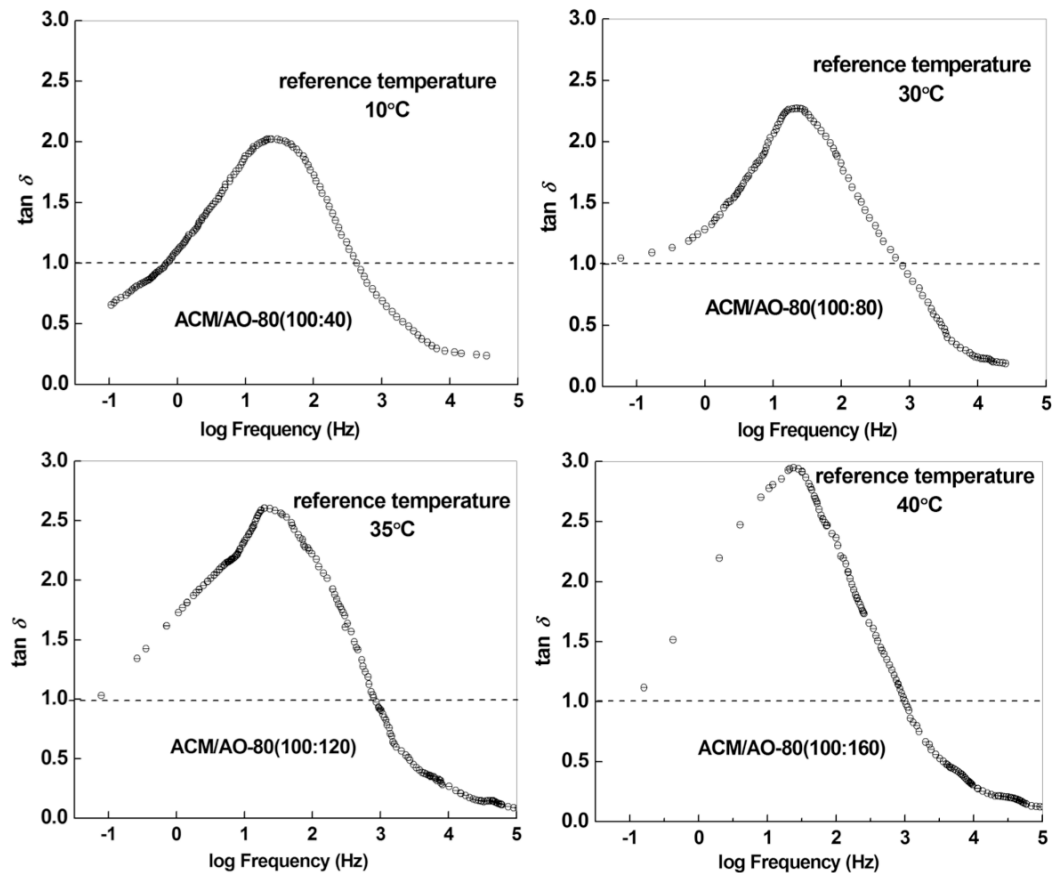 3.0
2.5
2.0
1.5
1.0
0.5
0.0
tan δ
reference temperature
10°C
ACM/AO-80(100:40)
-1 0 1 2 3 4 5
log Frequency (Hz)
3.0
2.5
2.0
1.5
1.0
0.5
0.0
tan δ
reference temperature
30°C
ACM/AO-80(100:80)
-1 0 1 2 3 4 5
log Frequency (Hz)
3.0
2.5
2.0
1.5
1.0
0.5
0.0
tan δ
reference temperature
35°C
ACM/AO-80(100:120)
-1 0 1 2 3 4 5
log Frequency (Hz)
3.0
2.5
2.0
1.5
1.0
0.5
0.0
tan δ
reference temperature
40°C
ACM/AO-80(100:160)
-1 0 1 2 3 4 5
log Frequency (Hz)